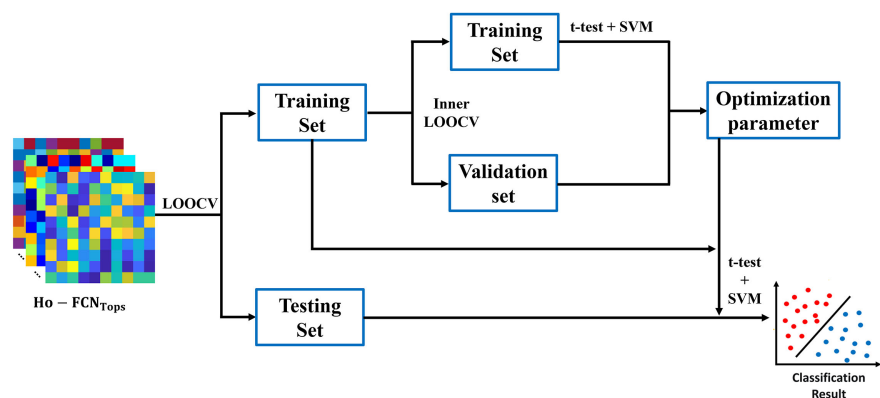 Training
Set
t-test + SVM
Training
Set
Inner
LOOCV
Optimization
parameter
Validation
set
LOOCV
Ho − FCN_Tops
t-test
+
SVM
Testing
Set
Classification
Result